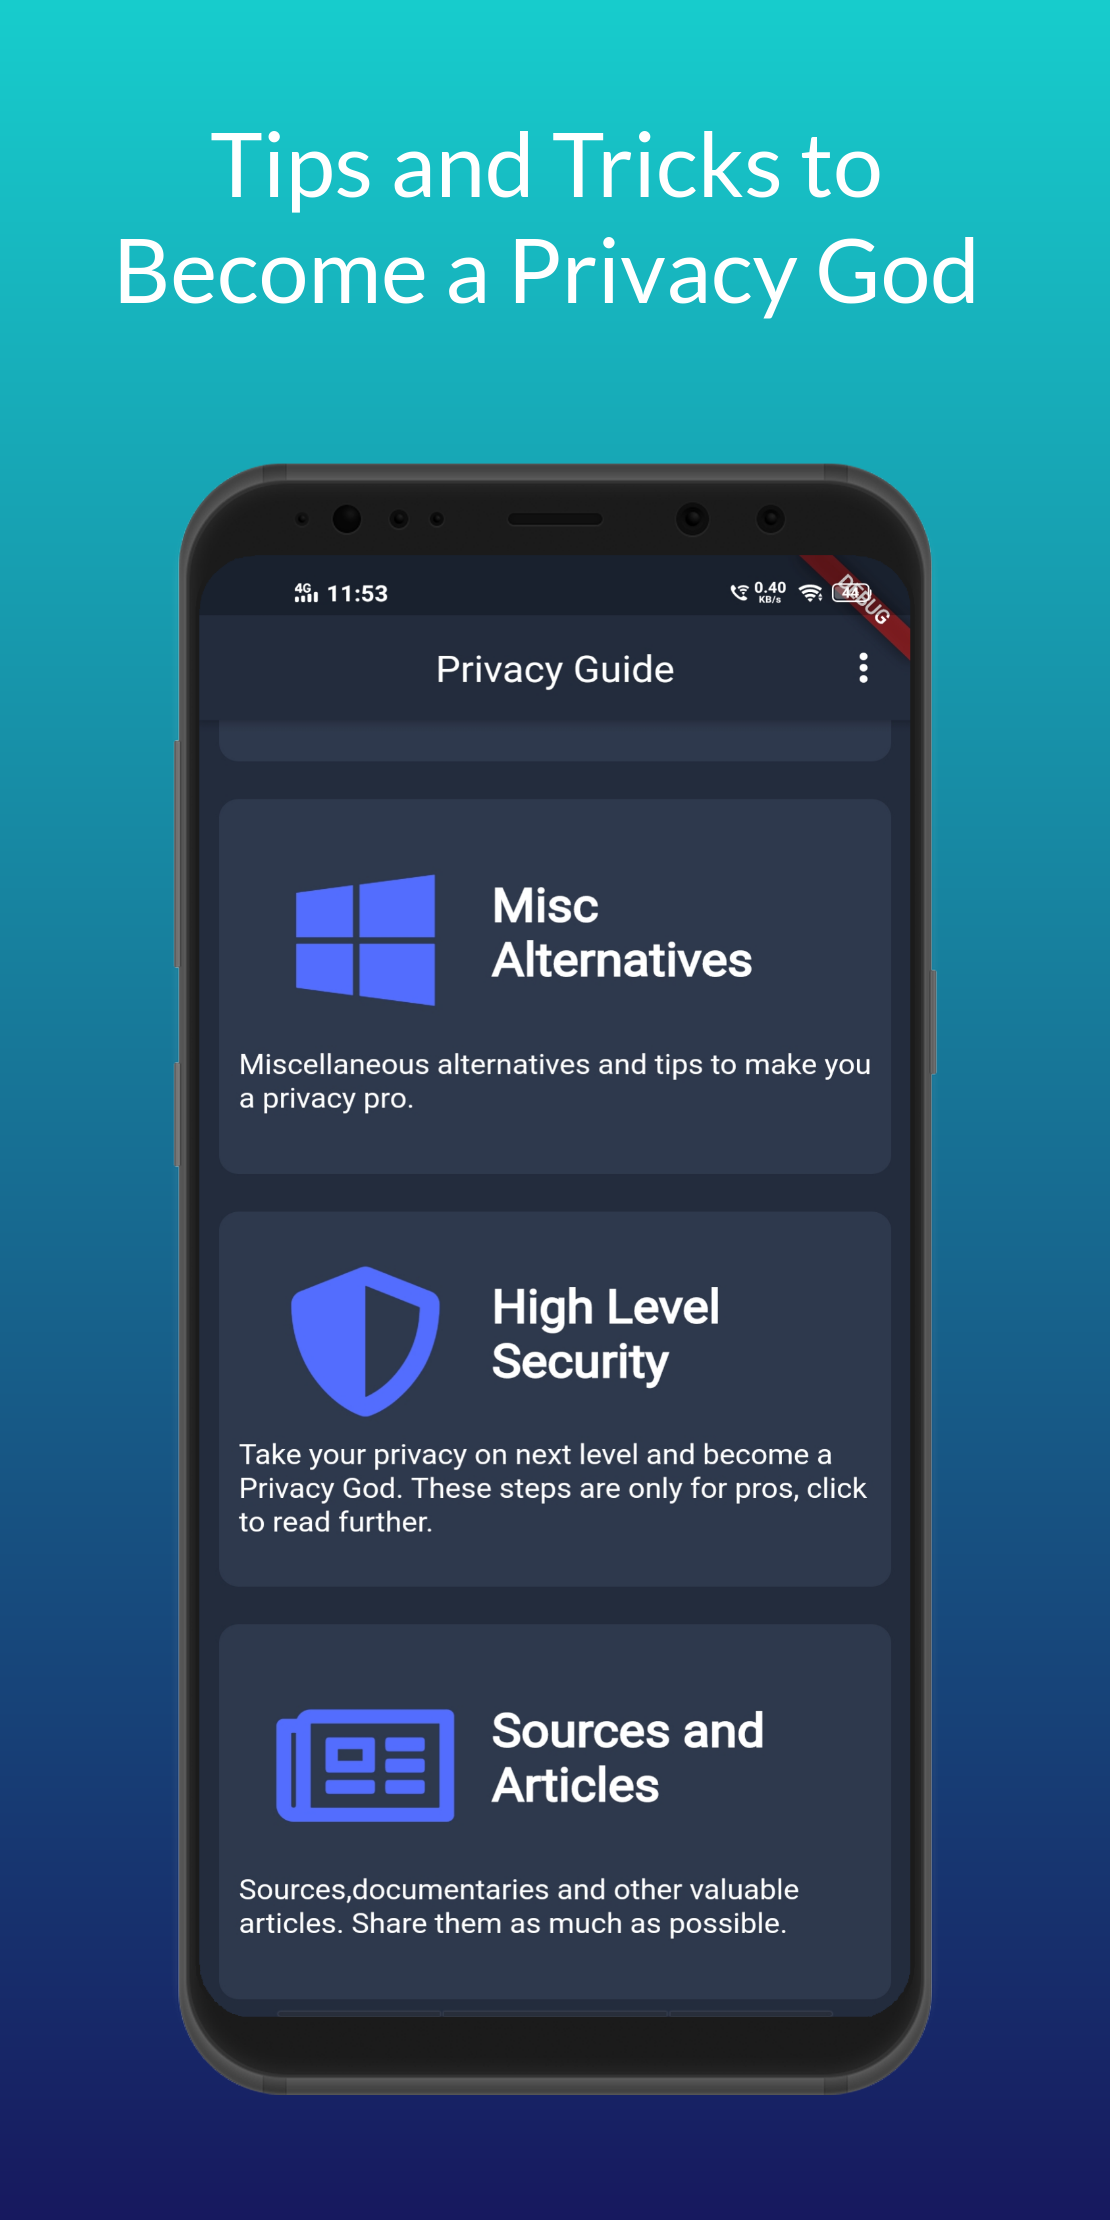 Tips and Tricks to
Become a Privacy God
4G 11:53
0.40
KB/s
44
DEBUG
Privacy Guide
Misc
Alternatives
Miscellaneous alternatives and tips to make you
a privacy pro.
High Level
Security
Take your privacy on next level and become a
Privacy God. These steps are only for pros, click
to read further.
Sources and
Articles
Sources,documentaries and other valuable
articles. Share them as much as possible.